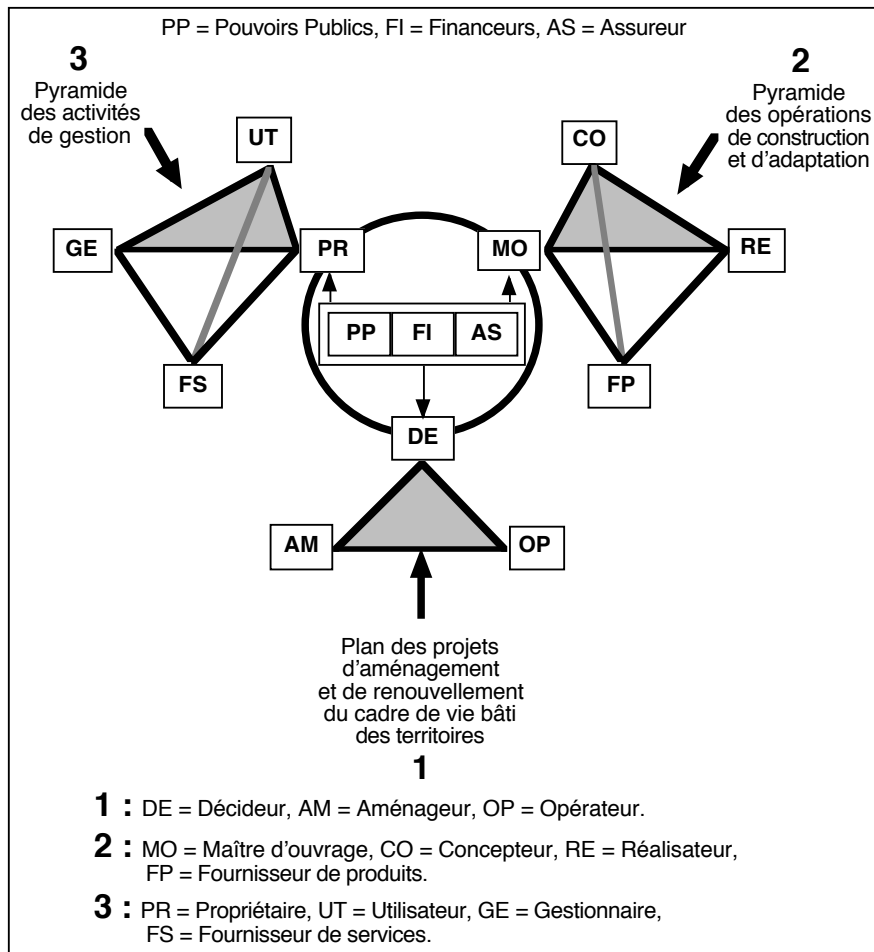 PP = Pouvoirs Publics, FI = Financeurs, AS = Assureur
3
Pyramide
des activités
de gestion
2
Pyramide
des opérations
de construction
et d'adaptation
UT
CO
GE
PR
MO
RE
PP FI AS
FS
FP
DE
AM
OP
Plan des projets
d'aménagement
et de renouvellement
du cadre de vie bâti
des territoires
1
1 : DE = Décideur, AM = Aménageur, OP = Opérateur.
2 : MO = Maître d'ouvrage, CO = Concepteur, RE = Réalisateur,
FP = Fournisseur de produits.
3 : PR = Propriétaire, UT = Utilisateur, GE = Gestionnaire,
FS = Fournisseur de services.